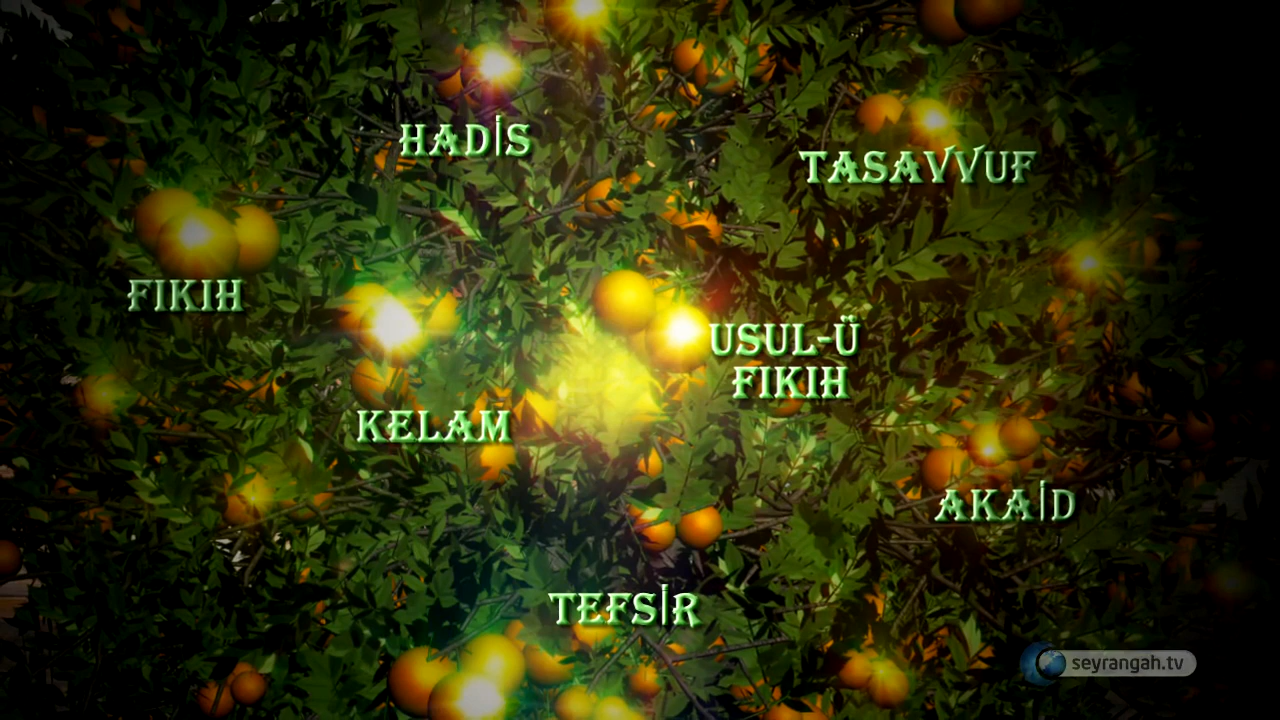 HADİS
TASAVVUF
FIKIH
USUL-Ü
FIKIH
KELAM
AKAİD
TEFSİR
seyrangah.tv